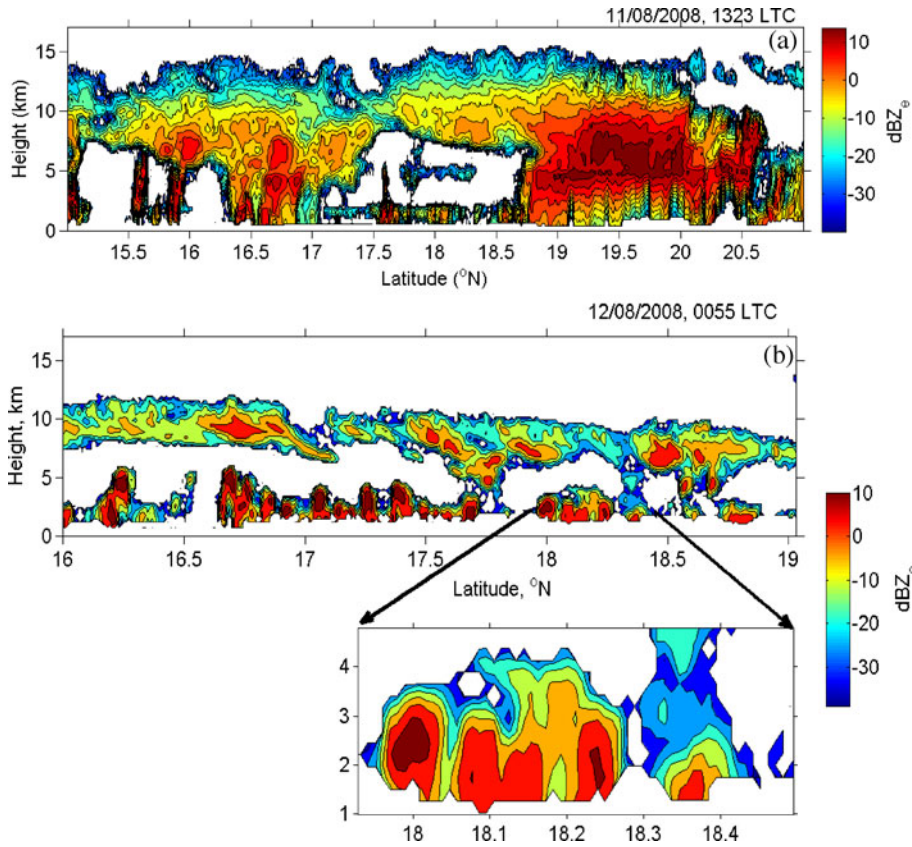 11/08/2008, 1323 LTC
(a)
15
10
5
0
Height (km)
15.5 16 16.5 17 17.5 18 18.5 19 19.5 20 20.5
Latitude (°N)
10
0
-10
-20
-30
dBZe
12/08/2008, 0055 LTC
(b)
15
10
5
0
Height, km
16 16.5 17 17.5 18 18.5 19
Latitude, °N
10
0
-10
-20
-30
dBZe
4
3
2
1
18 18.1 18.2 18.3 18.4